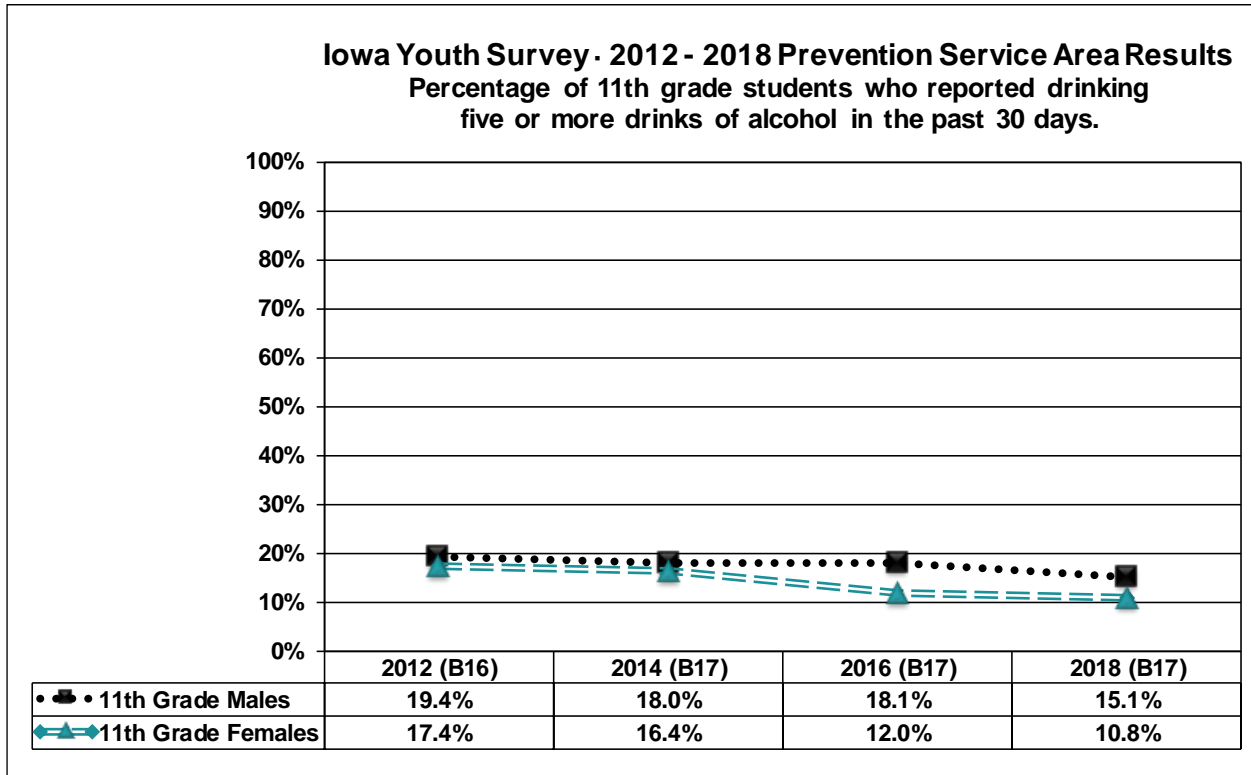 Iowa Youth Survey · 2012 - 2018 Prevention Service Area Results
Percentage of 11th grade students who reported drinking
five or more drinks of alcohol in the past 30 days.
100%
90%
80%
70%
60%
50%
40%
30%
20%
10%
0%
2012 (B16) 2014 (B17) 2016 (B17) 2018 (B17)
11th Grade Males 19.4% 18.0% 18.1% 15.1%
11th Grade Females 17.4% 16.4% 12.0% 10.8%